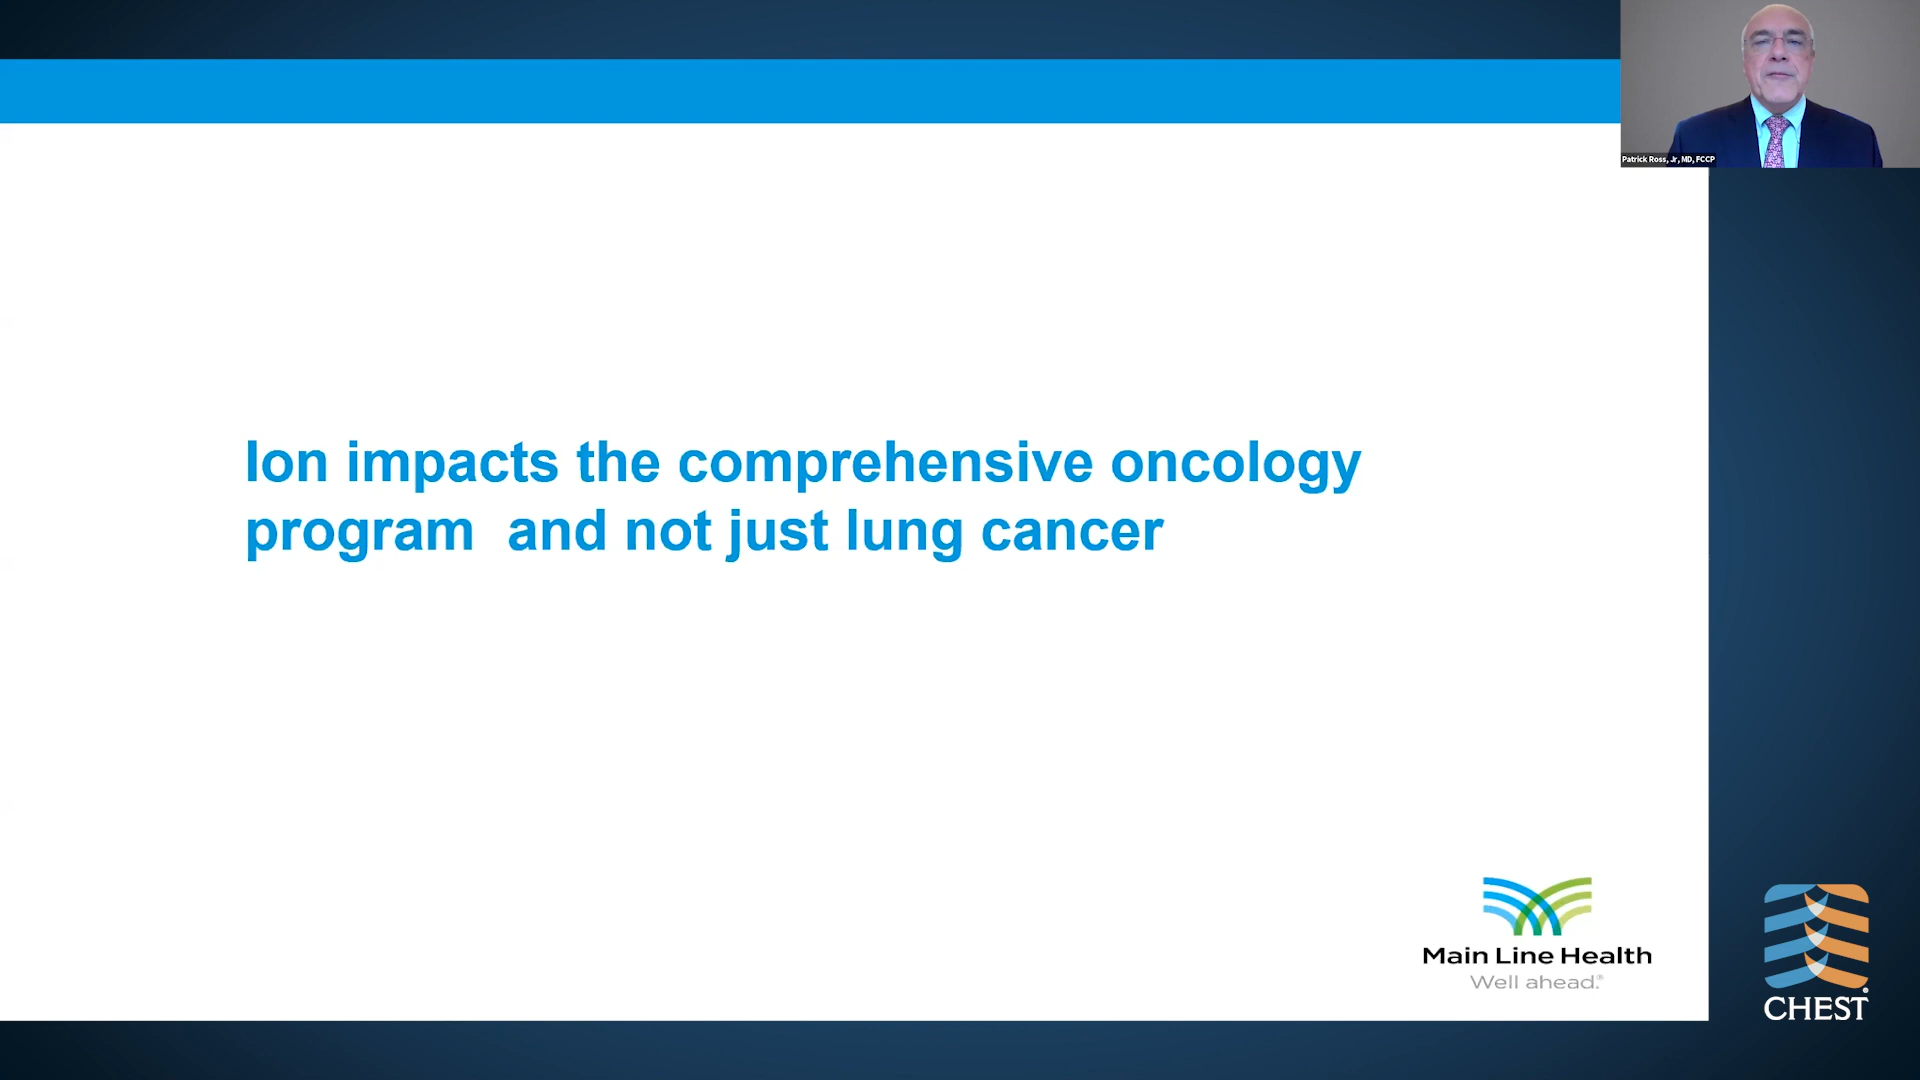 Patrick Ross, Jr, MD, FCCP
Ion impacts the comprehensive oncology
program  and not just lung cancer
Main Line Health
Well ahead.®
CHEST